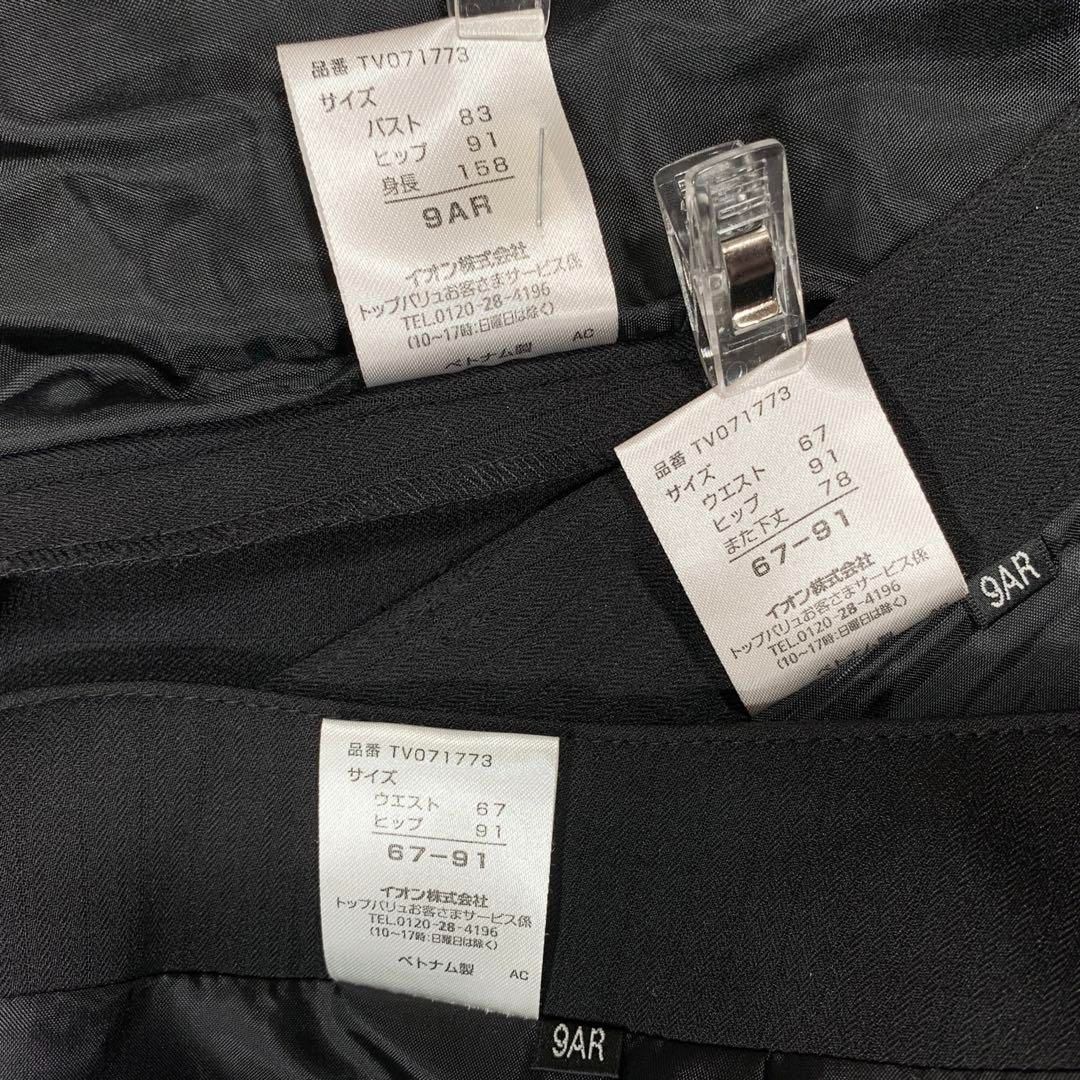 品番 TV071773
サイズ
バスト 83
ヒップ 91
身長 158
9AR
イオン株式会社
トップバリュお客さまサービス係
TEL.0120-28-4196
(10〜17時:日曜日は除く)
ベトナム製 AC
品番 TV071773
サイズ
ウエスト 67
ヒップ 91
また下丈 78
67-91
イオン株式会社
トップバリュお客さまサービス係
TEL.0120-28-4196
(10〜17時:日曜日は除く)
ベトナム製
9AR
品番 TV071773
サイズ
ウエスト 67
ヒップ 91
67-91
イオン株式会社
トップバリュお客さまサービス係
TEL.0120-28-4196
(10〜17時:日曜日は除く)
ベトナム製 AC
9AR